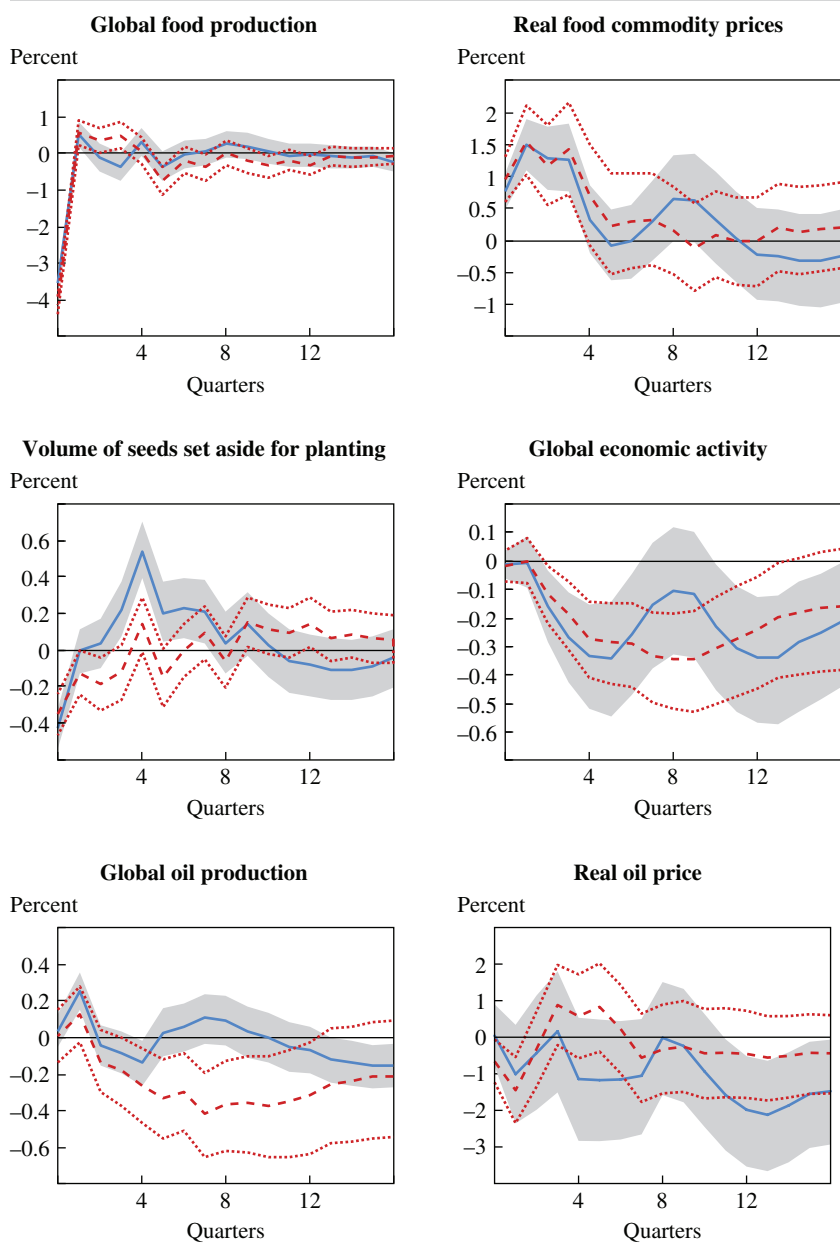 Global food production
Percent
1
0
–1
–2
–3
–4
4 8 12
Quarters
Real food commodity prices
Percent
2
1.5
1
0.5
0
–0.5
–1
4 8 12
Quarters
Volume of seeds set aside for planting
Percent
0.6
0.4
0.2
0
–0.2
–0.4
4 8 12
Quarters
Global economic activity
Percent
0.1
0
–0.1
–0.2
–0.3
–0.4
–0.5
–0.6
4 8 12
Quarters
Global oil production
Percent
0.4
0.2
0
–0.2
–0.4
–0.6
4 8 12
Quarters
Real oil price
Percent
2
1
0
–1
–2
–3
4 8 12
Quarters